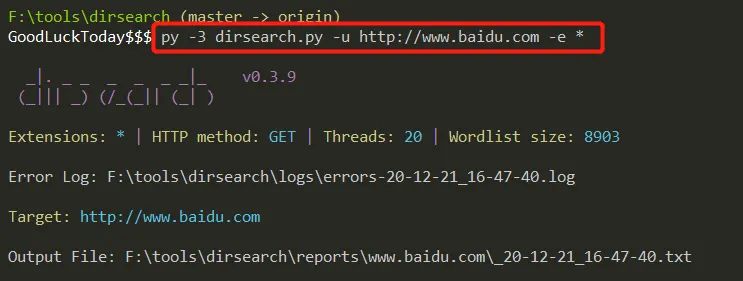 F:\tools\dirsearch (master -> origin)
GoodLuckToday$$$ py -3 dirsearch.py -u http://www.baidu.com -e *
_|. _ _  _  _  _ _|_    v0.3.9
(_||| _) (/_(_|| (_| )
Extensions: * | HTTP method: GET | Threads: 20 | Wordlist size: 8903
Error Log: F:\tools\dirsearch\logs\errors-20-12-21_16-47-40.log
Target: http://www.baidu.com
Output File: F:\tools\dirsearch\reports\www.baidu.com\_20-12-21_16-47-40.txt